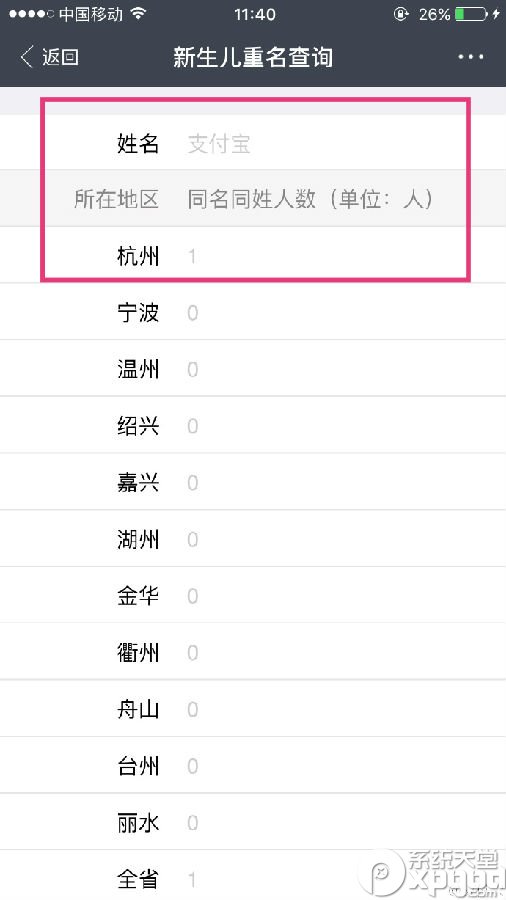 中国移动 11:40 26%
返回 新生儿重名查询
姓名 支付宝
所在地区 同名同姓人数（单位：人）
杭州 1
宁波 0
温州 0
绍兴 0
嘉兴 0
湖州 0
金华 0
衢州 0
舟山 0
台州 0
丽水 0
全省 1
系统天堂